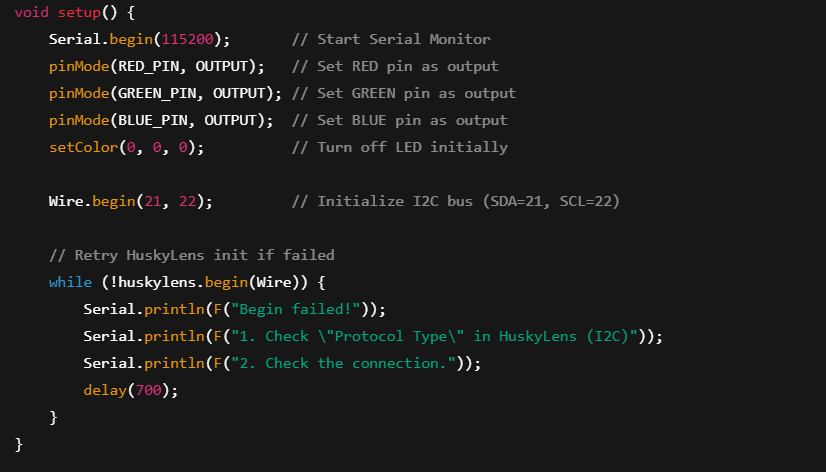 void setup() {
    Serial.begin(115200);       // Start Serial Monitor
    pinMode(RED_PIN, OUTPUT);   // Set RED pin as output
    pinMode(GREEN_PIN, OUTPUT); // Set GREEN pin as output
    pinMode(BLUE_PIN, OUTPUT);  // Set BLUE pin as output
    setColor(0, 0, 0);          // Turn off LED initially

    Wire.begin(21, 22);         // Initialize I2C bus (SDA=21, SCL=22)

    // Retry HuskyLens init if failed
    while (!huskylens.begin(Wire)) {
        Serial.println(F("Begin failed!"));
        Serial.println(F("1. Check \"Protocol Type\" in HuskyLens (I2C)"));
        Serial.println(F("2. Check the connection."));
        delay(700);
    }
}